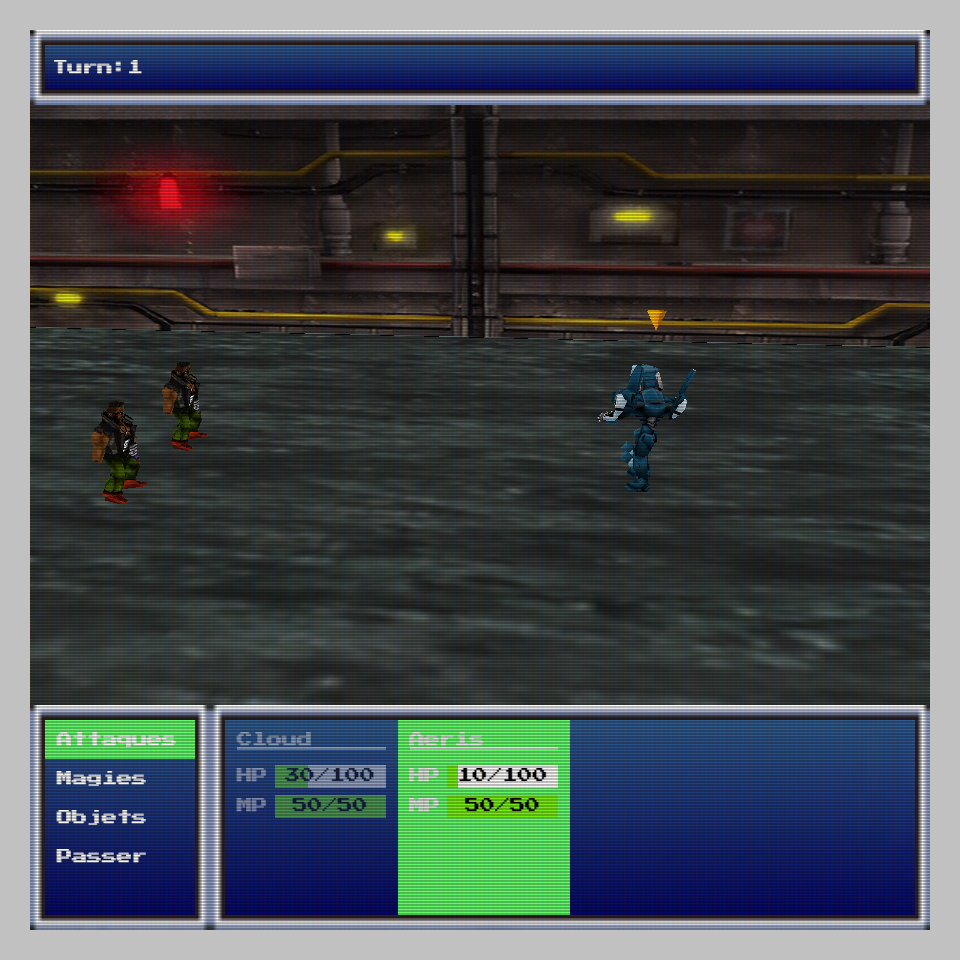 Turn:1
Attaques
Magies
Objets
Passer
Cloud
HP 30/100
MP 50/50
Aeris
HP 10/100
MP 50/50